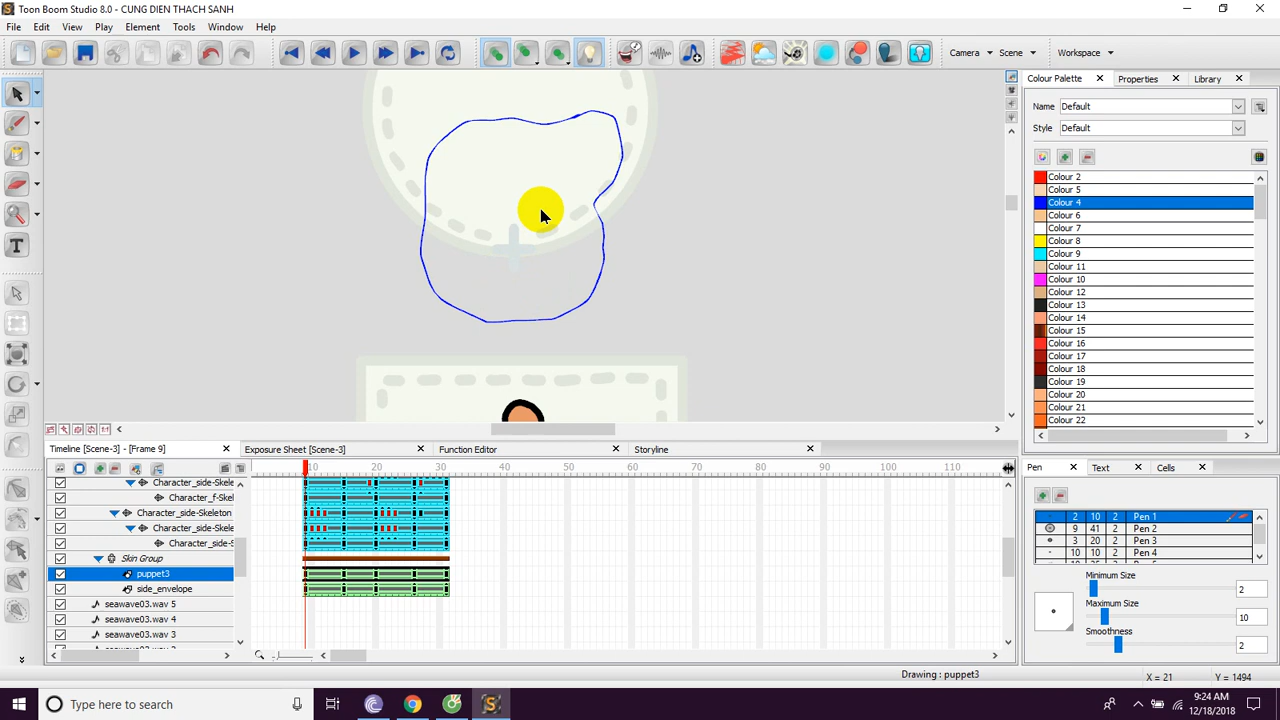 Toon Boom Studio 8.0 - CUNG DIEN THACH SANH
File Edit View Play Element Tools Window Help
Camera Scene Workspace
Colour Palette Properties Library
Name Default
Style Default
Colour 2
Colour 5
Colour 4
Colour 6
Colour 7
Colour 8
Colour 9
Colour 11
Colour 10
Colour 12
Colour 13
Colour 14
Colour 15
Colour 16
Colour 17
Colour 18
Colour 19
Colour 20
Colour 21
Colour 22
Timeline [Scesue-3] - [Frame 9] Exposure Sheet [Scesne-3] Function Editor Storyline
10 20 30 40 50 60 70 80 90 100 110
Character_side-Skele
Character_f-Skel
Character_side-Skeleton
Character_side-Skele
Character_side-S
Skin Group
puppet3
side_envelope
seawave03.wav 5
seawave03.wav 4
seawave03.wav 3
Pen Text Cells
2 10 2 Pen 1
9 41 2 Pen 2
3 20 3 Pen 3
10 10 2 Pen 4
Minimum Size
2
Maximum Size
10
Smoothness
2
Drawing : puppet3
X = 21 Y = 1494
Type here to search
9:24 AM
12/18/2018